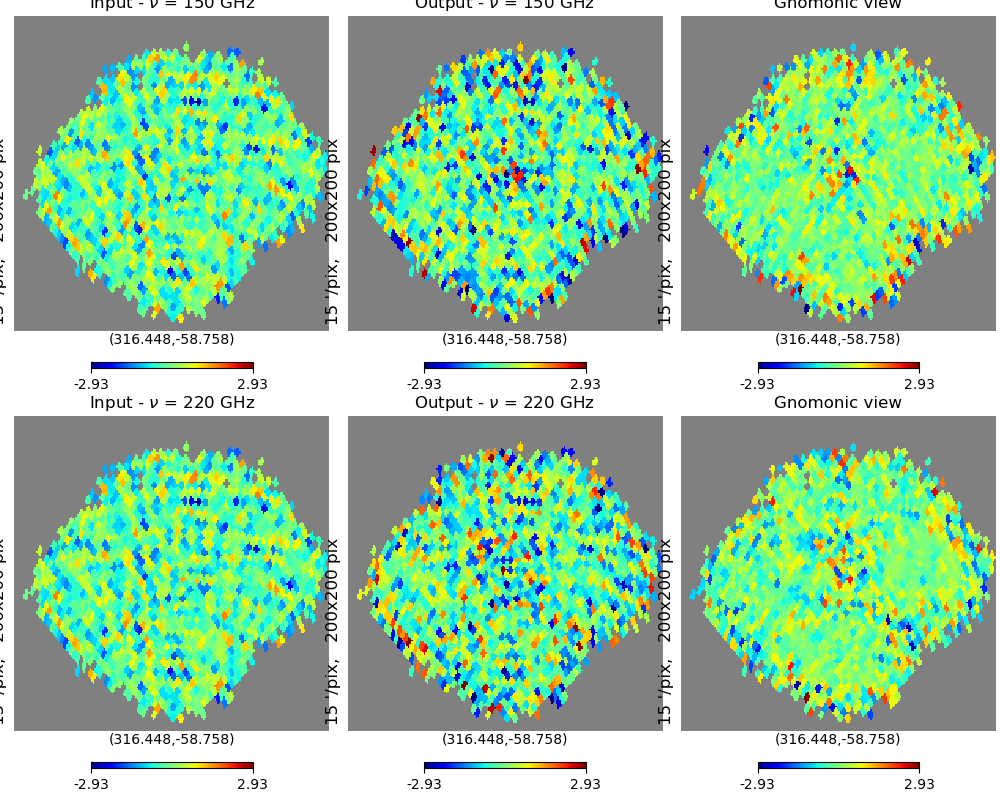 Input - ν = 150 GHz
Output - ν = 150 GHz
Gnomonic view
15 '/pix, 200x200 pix
15 '/pix, 200x200 pix
15 '/pix, 200x200 pix
(316.448,-58.758)
(316.448,-58.758)
(316.448,-58.758)
-2.93 2.93
-2.93 2.93
-2.93 2.93
Input - ν = 220 GHz
Output - ν = 220 GHz
Gnomonic view
15 '/pix, 200x200 pix
15 '/pix, 200x200 pix
15 '/pix, 200x200 pix
(316.448,-58.758)
(316.448,-58.758)
(316.448,-58.758)
-2.93 2.93
-2.93 2.93
-2.93 2.93